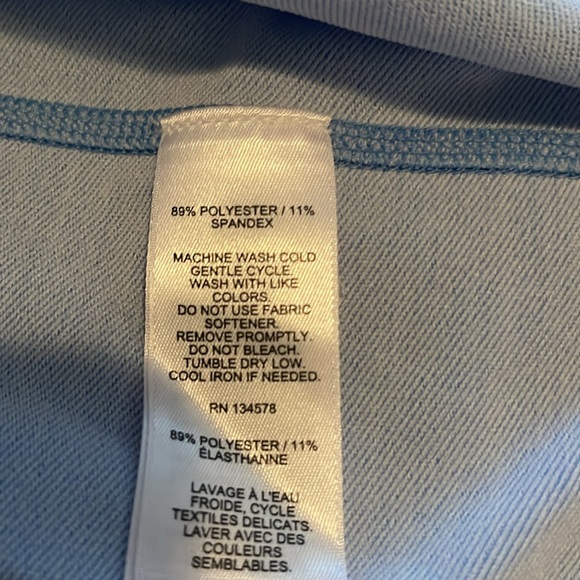 89% POLYESTER / 11%
SPANDEX
MACHINE WASH COLD
GENTLE CYCLE.
WASH WITH LIKE
COLORS.
DO NOT USE FABRIC
SOFTENER.
REMOVE PROMPTLY.
DO NOT BLEACH.
TUMBLE DRY LOW.
COOL IRON IF NEEDED.
RN 134578
89% POLYESTER / 11%
ÉLASTHANNE
LAVAGE À L'EAU
FROIDE, CYCLE
TEXTILES DELICATS.
LAVER AVEC DES
COULEURS
SEMBLABLES.